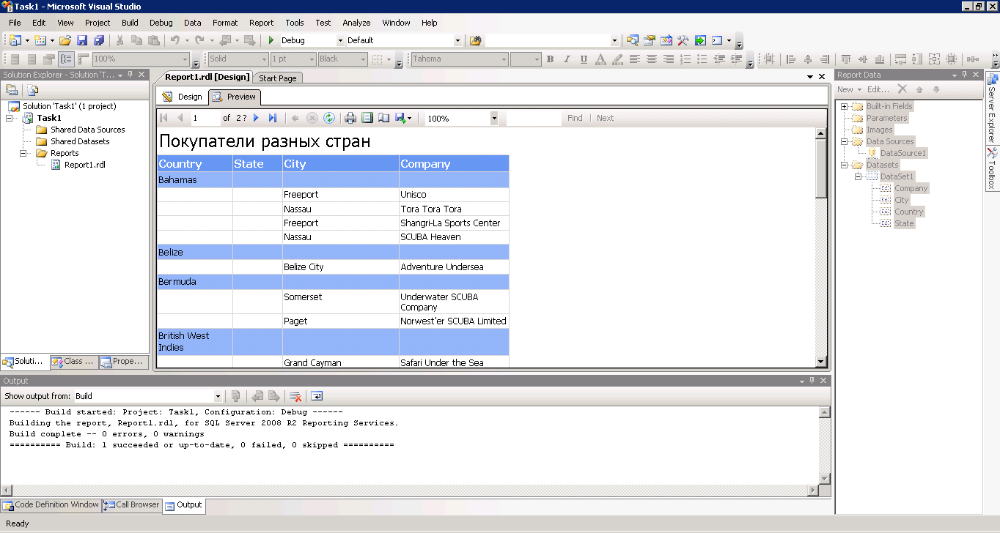 Task1 - Microsoft Visual Studio
File Edit View Project Build Debug Data Format Report Tools Test Analyze Window Help
Debug Default
100% Solid 1 pt Black Tahoma B I U A
Solution Explorer - Solution 'T...
Solution 'Task1' (1 project)
Task1
Shared Data Sources
Shared Datasets
Reports
Report1.rdl
Soluti... Class ... Prope...
Report1.rdl [Design] Start Page
Design Preview
1 of 2 ? 100% Find Next
Покупатели разных стран
Country State City Company
Bahamas
Freeport Unisco
Nassau Tora Tora Tora
Freeport Shangri-La Sports Center
Nassau SCUBA Heaven
Belize
Belize City Adventure Undersea
Bermuda
Somerset Underwater SCUBA
Company
Paget Norwest'er SCUBA Limited
British West
Indies
Grand Cayman Safari Under the Sea
Report Data
New Edit...
Built-in Fields
Parameters
Images
Data Sources
DataSource1
Datasets
DataSet1
Company
City
Country
State
Server Explorer
Toolbox
Output
Show output from: Build
------ Build started: Project: Task1, Configuration: Debug ------
Building the report, Report1.rdl, for SQL Server 2008 R2 Reporting Services.
Build complete -- 0 errors, 0 warnings
========== Build: 1 succeeded or up-to-date, 0 failed, 0 skipped ==========
Code Definition Window Call Browser Output
Ready